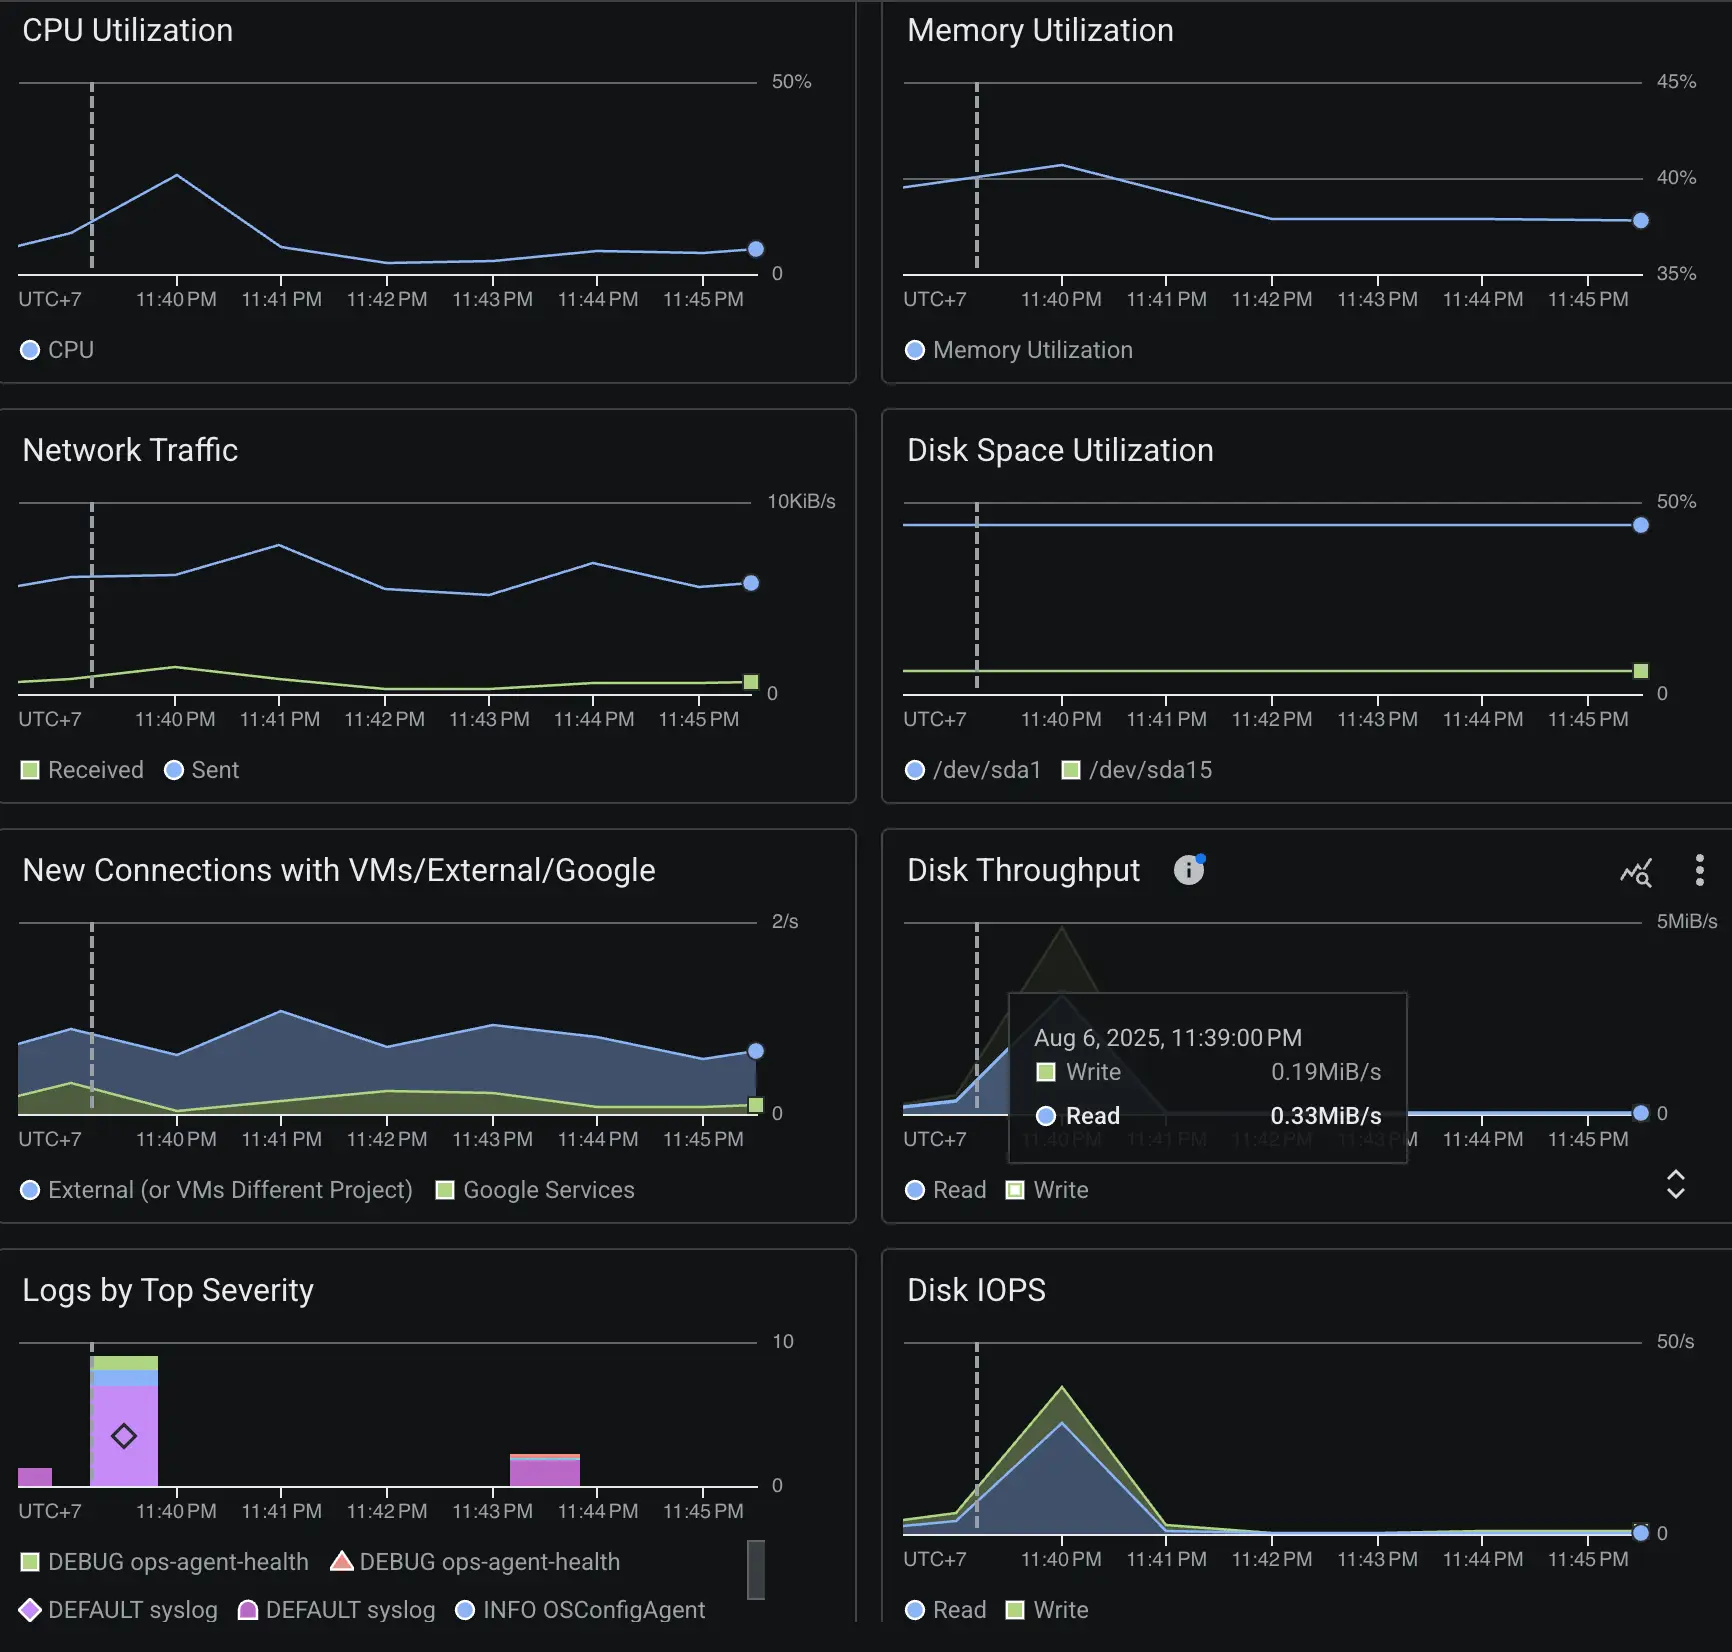 CPU Utilization
50%
0
UTC+7 11:40 PM 11:41 PM 11:42 PM 11:43 PM 11:44 PM 11:45 PM
CPU
Memory Utilization
45%
40%
35%
UTC+7 11:40 PM 11:41 PM 11:42 PM 11:43 PM 11:44 PM 11:45 PM
Memory Utilization
Network Traffic
10KiB/s
0
UTC+7 11:40 PM 11:41 PM 11:42 PM 11:43 PM 11:44 PM 11:45 PM
Received Sent
Disk Space Utilization
50%
0
UTC+7 11:40 PM 11:41 PM 11:42 PM 11:43 PM 11:44 PM 11:45 PM
/dev/sda1 /dev/sda15
New Connections with VMs/External/Google
2/s
0
UTC+7 11:40 PM 11:41 PM 11:42 PM 11:43 PM 11:44 PM 11:45 PM
External (or VMs Different Project) Google Services
Disk Throughput
5MiB/s
Aug 6, 2025, 11:39:00 PM
Write 0.19MiB/s
Read 0.33MiB/s
0
UTC+7 11:40 PM 11:41 PM 11:42 PM 11:43 PM 11:44 PM 11:45 PM
Read Write
Logs by Top Severity
10
0
UTC+7 11:40 PM 11:41 PM 11:42 PM 11:43 PM 11:44 PM 11:45 PM
DEBUG ops-agent-health DEBUG ops-agent-health
DEFAULT syslog DEFAULT syslog INFO OSConfigAgent
Disk IOPS
50/s
0
UTC+7 11:40 PM 11:41 PM 11:42 PM 11:43 PM 11:44 PM 11:45 PM
Read Write